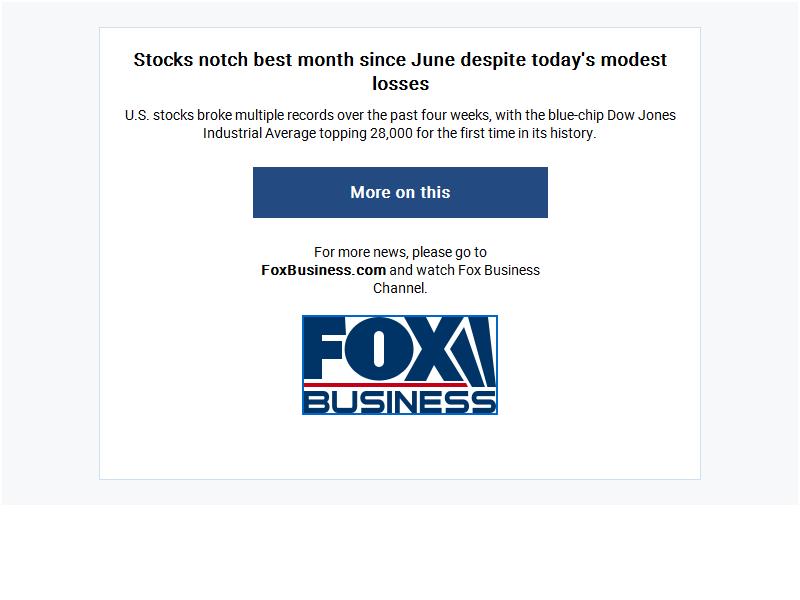 Stocks notch best month since June despite today's modest
losses
U.S. stocks broke multiple records over the past four weeks, with the blue-chip Dow Jones
Industrial Average topping 28,000 for the first time in its history.
More on this
For more news, please go to
FoxBusiness.com and watch Fox Business
Channel.
FOX
BUSINESS